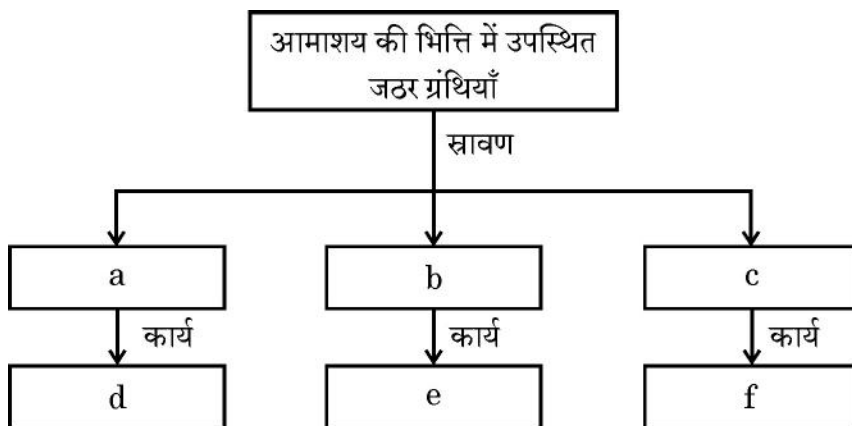 आमाशय की भित्ति में उपस्थित
जठर ग्रंथियाँ
स्रावण
a
b
c
कार्य
कार्य
कार्य
d
e
f